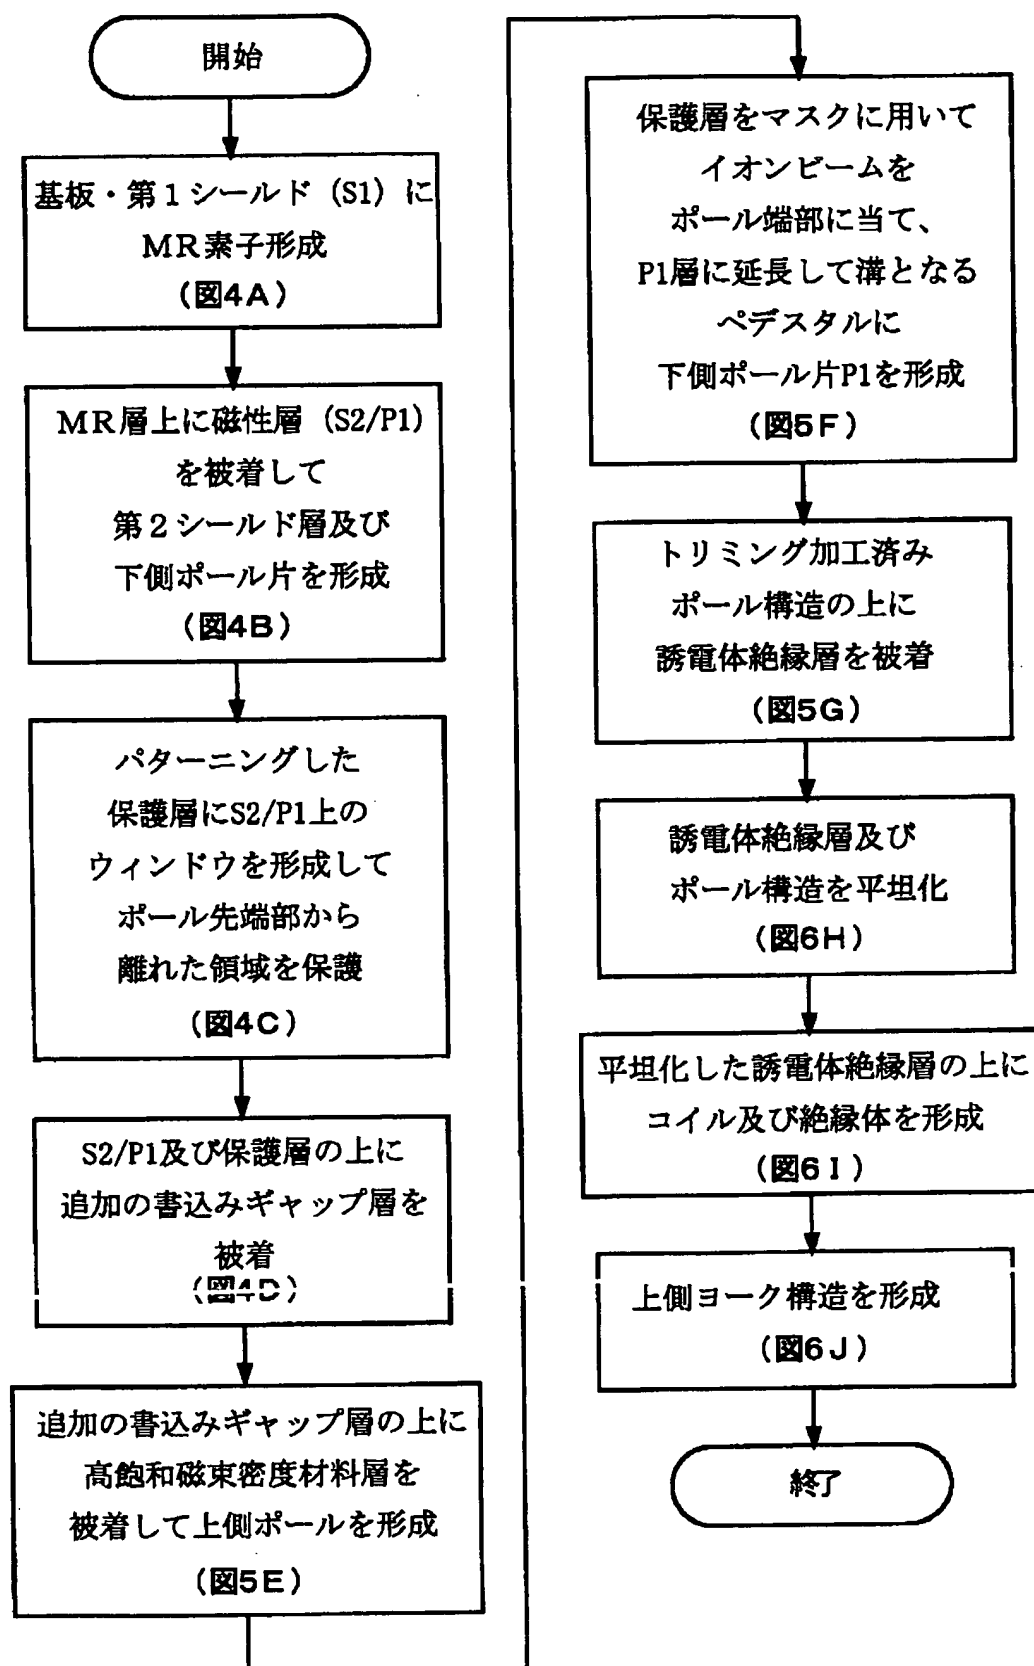 開始
基板・第1シールド (S1) に
MR素子形成
(図4A)
MR層上に磁性層 (S2/P1)
を被着して
第2シールド層及び
下側ポール片を形成
(図4B)
パターニングした
保護層にS2/P1上の
ウィンドウを形成して
ポール先端部から
離れた領域を保護
(図4C)
S2/P1及び保護層の上に
追加の書込みギャップ層を
被着
(図4D)
追加の書込みギャップ層の上に
高飽和磁束密度材料層を
被着して上側ポールを形成
(図5E)
保護層をマスクに用いて
イオンビームを
ポール端部に当て、
P1層に延長して溝となる
ペデスタルに
下側ポール片P1を形成
(図5F)
トリミング加工済み
ポール構造の上に
誘電体絶縁層を被着
(図5G)
誘電体絶縁層及び
ポール構造を平坦化
(図6H)
平坦化した誘電体絶縁層の上に
コイル及び絶縁体を形成
(図6I)
上側ヨーク構造を形成
(図6J)
終了